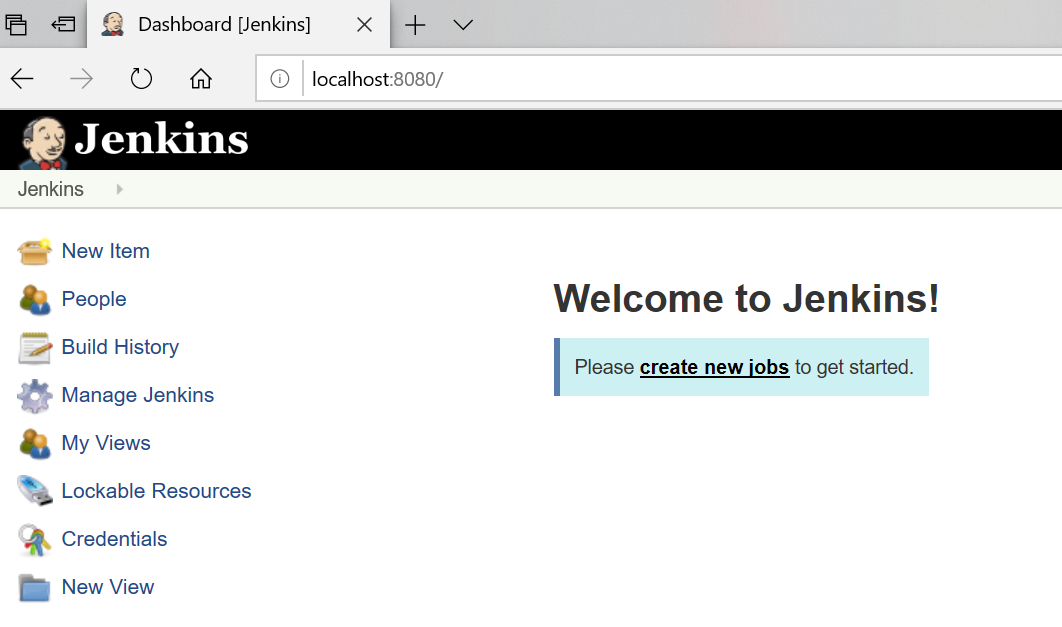 Dashboard [Jenkins]
localhost:8080/
Jenkins
Jenkins
New Item
People
Build History
Manage Jenkins
My Views
Lockable Resources
Credentials
New View
Welcome to Jenkins!
Please create new jobs to get started.